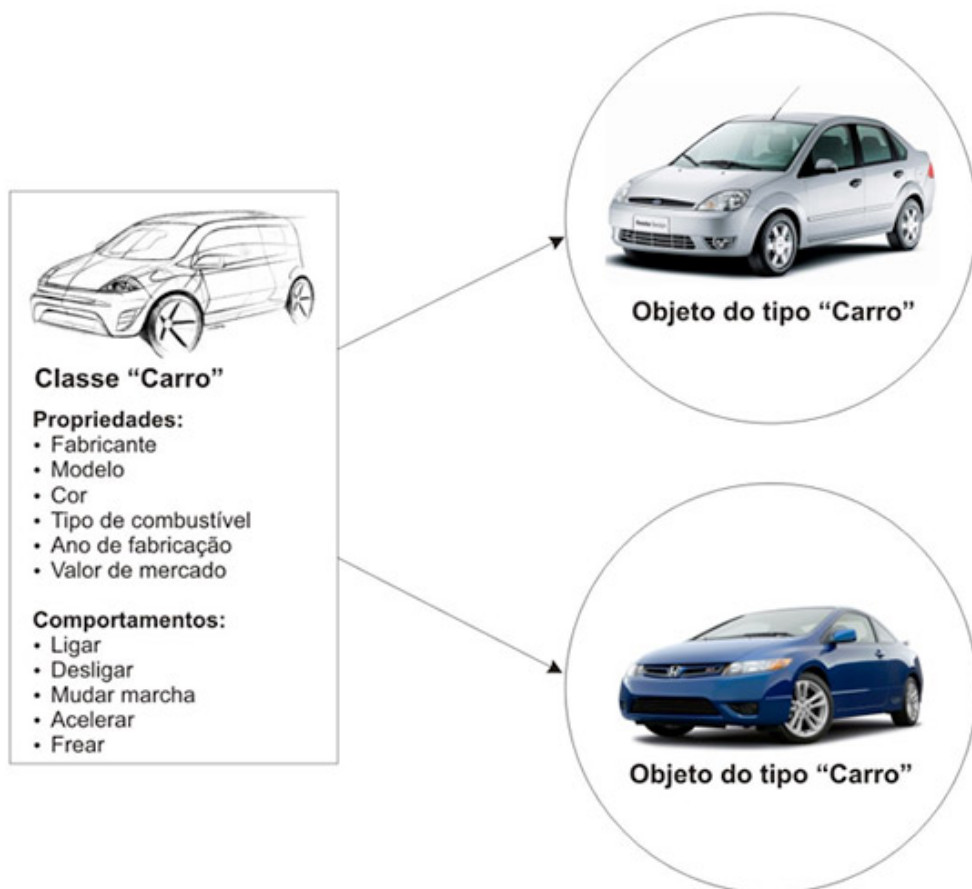 Classe “Carro”
Propriedades:
• Fabricante
• Modelo
• Cor
• Tipo de combustível
• Ano de fabricação
• Valor de mercado
Comportamentos:
• Ligar
• Desligar
• Mudar marcha
• Acelerar
• Frear
Objeto do tipo “Carro”
Objeto do tipo “Carro”